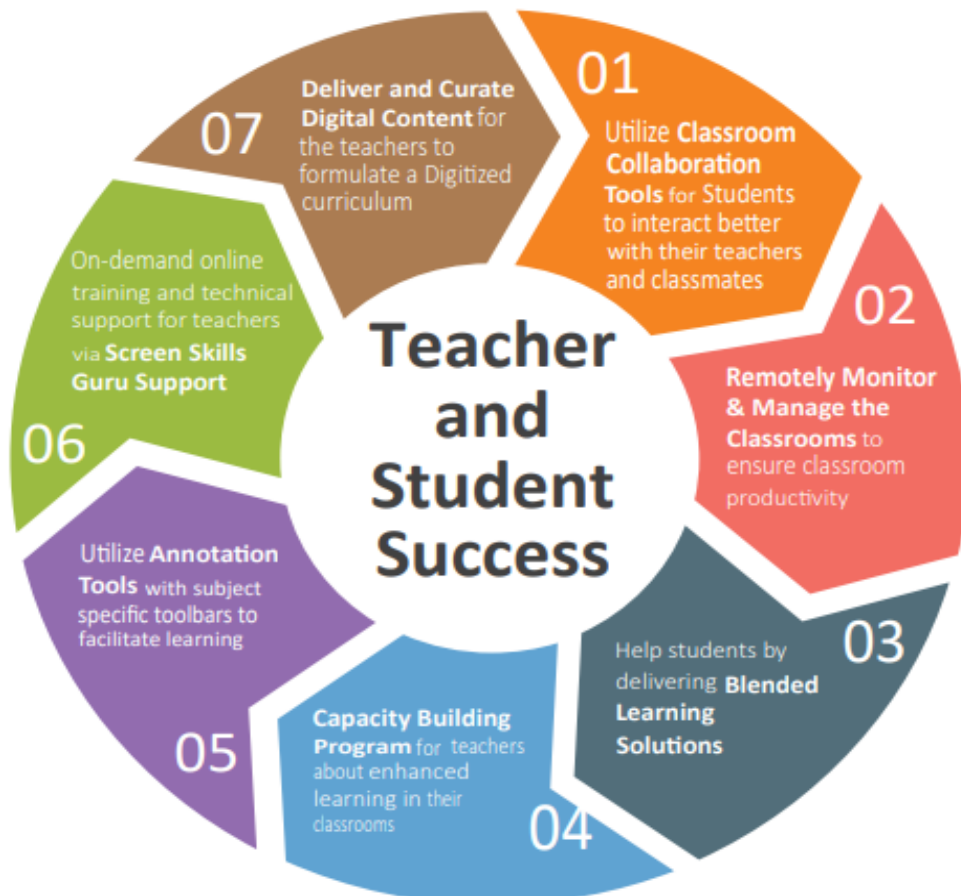 Teacher
and
Student
Success
01
Utilize Classroom
Collaboration
Tools for Students
to interact better
with their teachers
and classmates
02
Remotely Monitor
& Manage the
Classrooms to
ensure classroom
productivity
03
Help students by
delivering Blended
Learning
Solutions
04
Capacity Building
Program for teachers
about enhanced
learning in their
classrooms
05
Utilize Annotation
Tools with subject
specific toolbars to
facilitate learning
06
On-demand online
training and technical
support for teachers
via Screen Skills
Guru Support
07
Deliver and Curate
Digital Content for
the teachers to
formulate a Digitized
curriculum